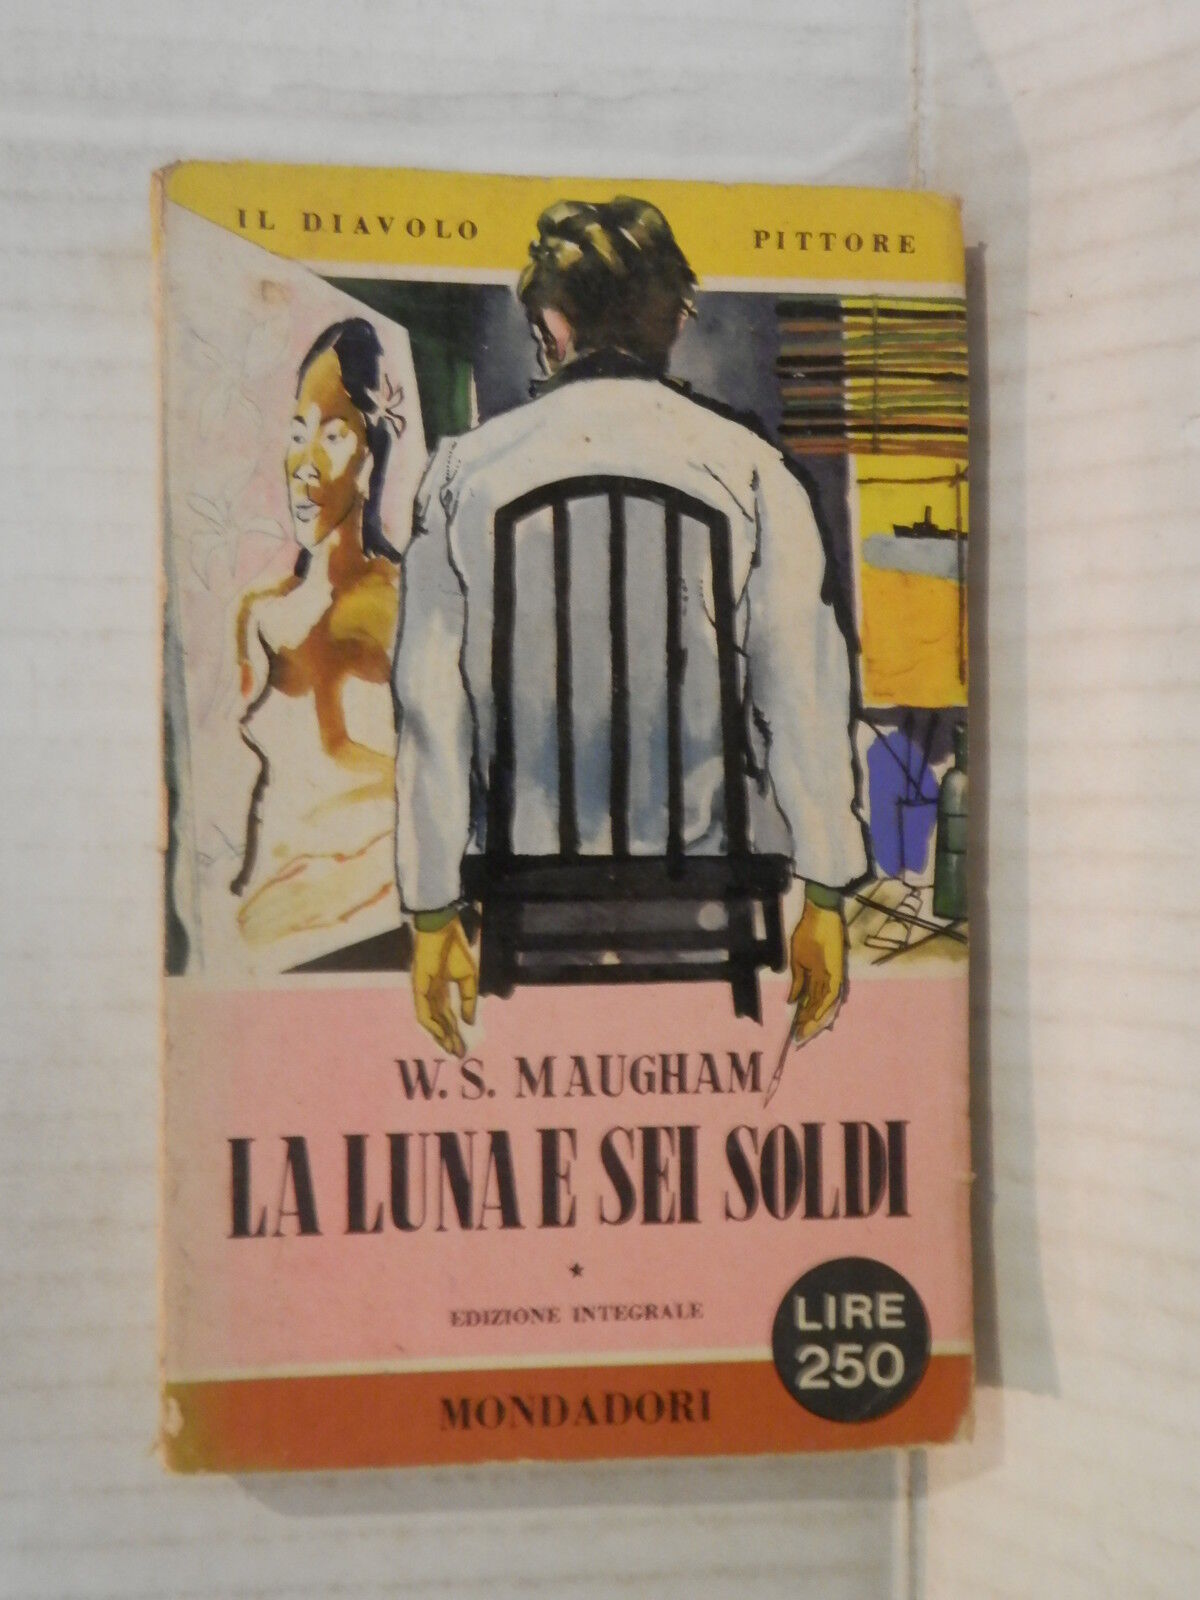 IL DIAVOLO PITTORE
W. S. MAUGHAM
LA LUNA E SEI SOLDI
EDIZIONE INTEGRALE
LIRE
250
MONDADORI